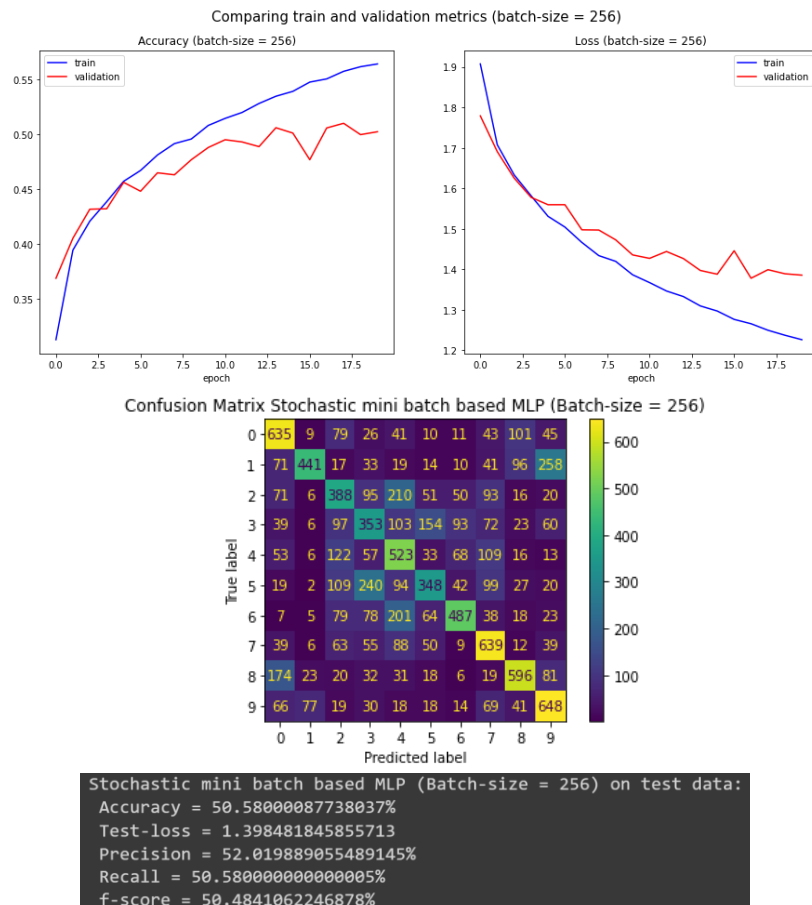 Comparing train and validation metrics (batch-size = 256)
Accuracy (batch-size = 256)
train
validation
0.55
0.50
0.45
0.40
0.35
0.0 2.5 5.0 7.5 10.0 12.5 15.0 17.5
epoch
Loss (batch-size = 256)
train
validation
1.9
1.8
1.7
1.6
1.5
1.4
1.3
1.2
0.0 2.5 5.0 7.5 10.0 12.5 15.0 17.5
epoch
Confusion Matrix Stochastic mini batch based MLP (Batch-size = 256)
True label
0 635 9 79 26 41 10 11 43 101 45
1 71 441 17 33 19 14 10 41 96 258
2 71 6 388 95 210 51 50 93 16 20
3 39 6 97 353 103 154 93 72 23 60
4 53 6 122 57 523 33 68 109 16 13
5 19 2 109 240 94 348 42 99 27 20
6 7 5 79 78 201 64 487 38 18 23
7 39 6 63 55 88 50 9 639 12 39
8 174 23 20 32 31 18 6 19 596 81
9 66 77 19 30 18 18 14 69 41 648
0 1 2 3 4 5 6 7 8 9
Predicted label
600
500
400
300
200
100
Stochastic mini batch based MLP (Batch-size = 256) on test data:
Accuracy = 50.58000087738037%
Test-loss = 1.398481845855713
Precision = 52.019889055489145%
Recall = 50.580000000000005%
f-score = 50.4841062246878%